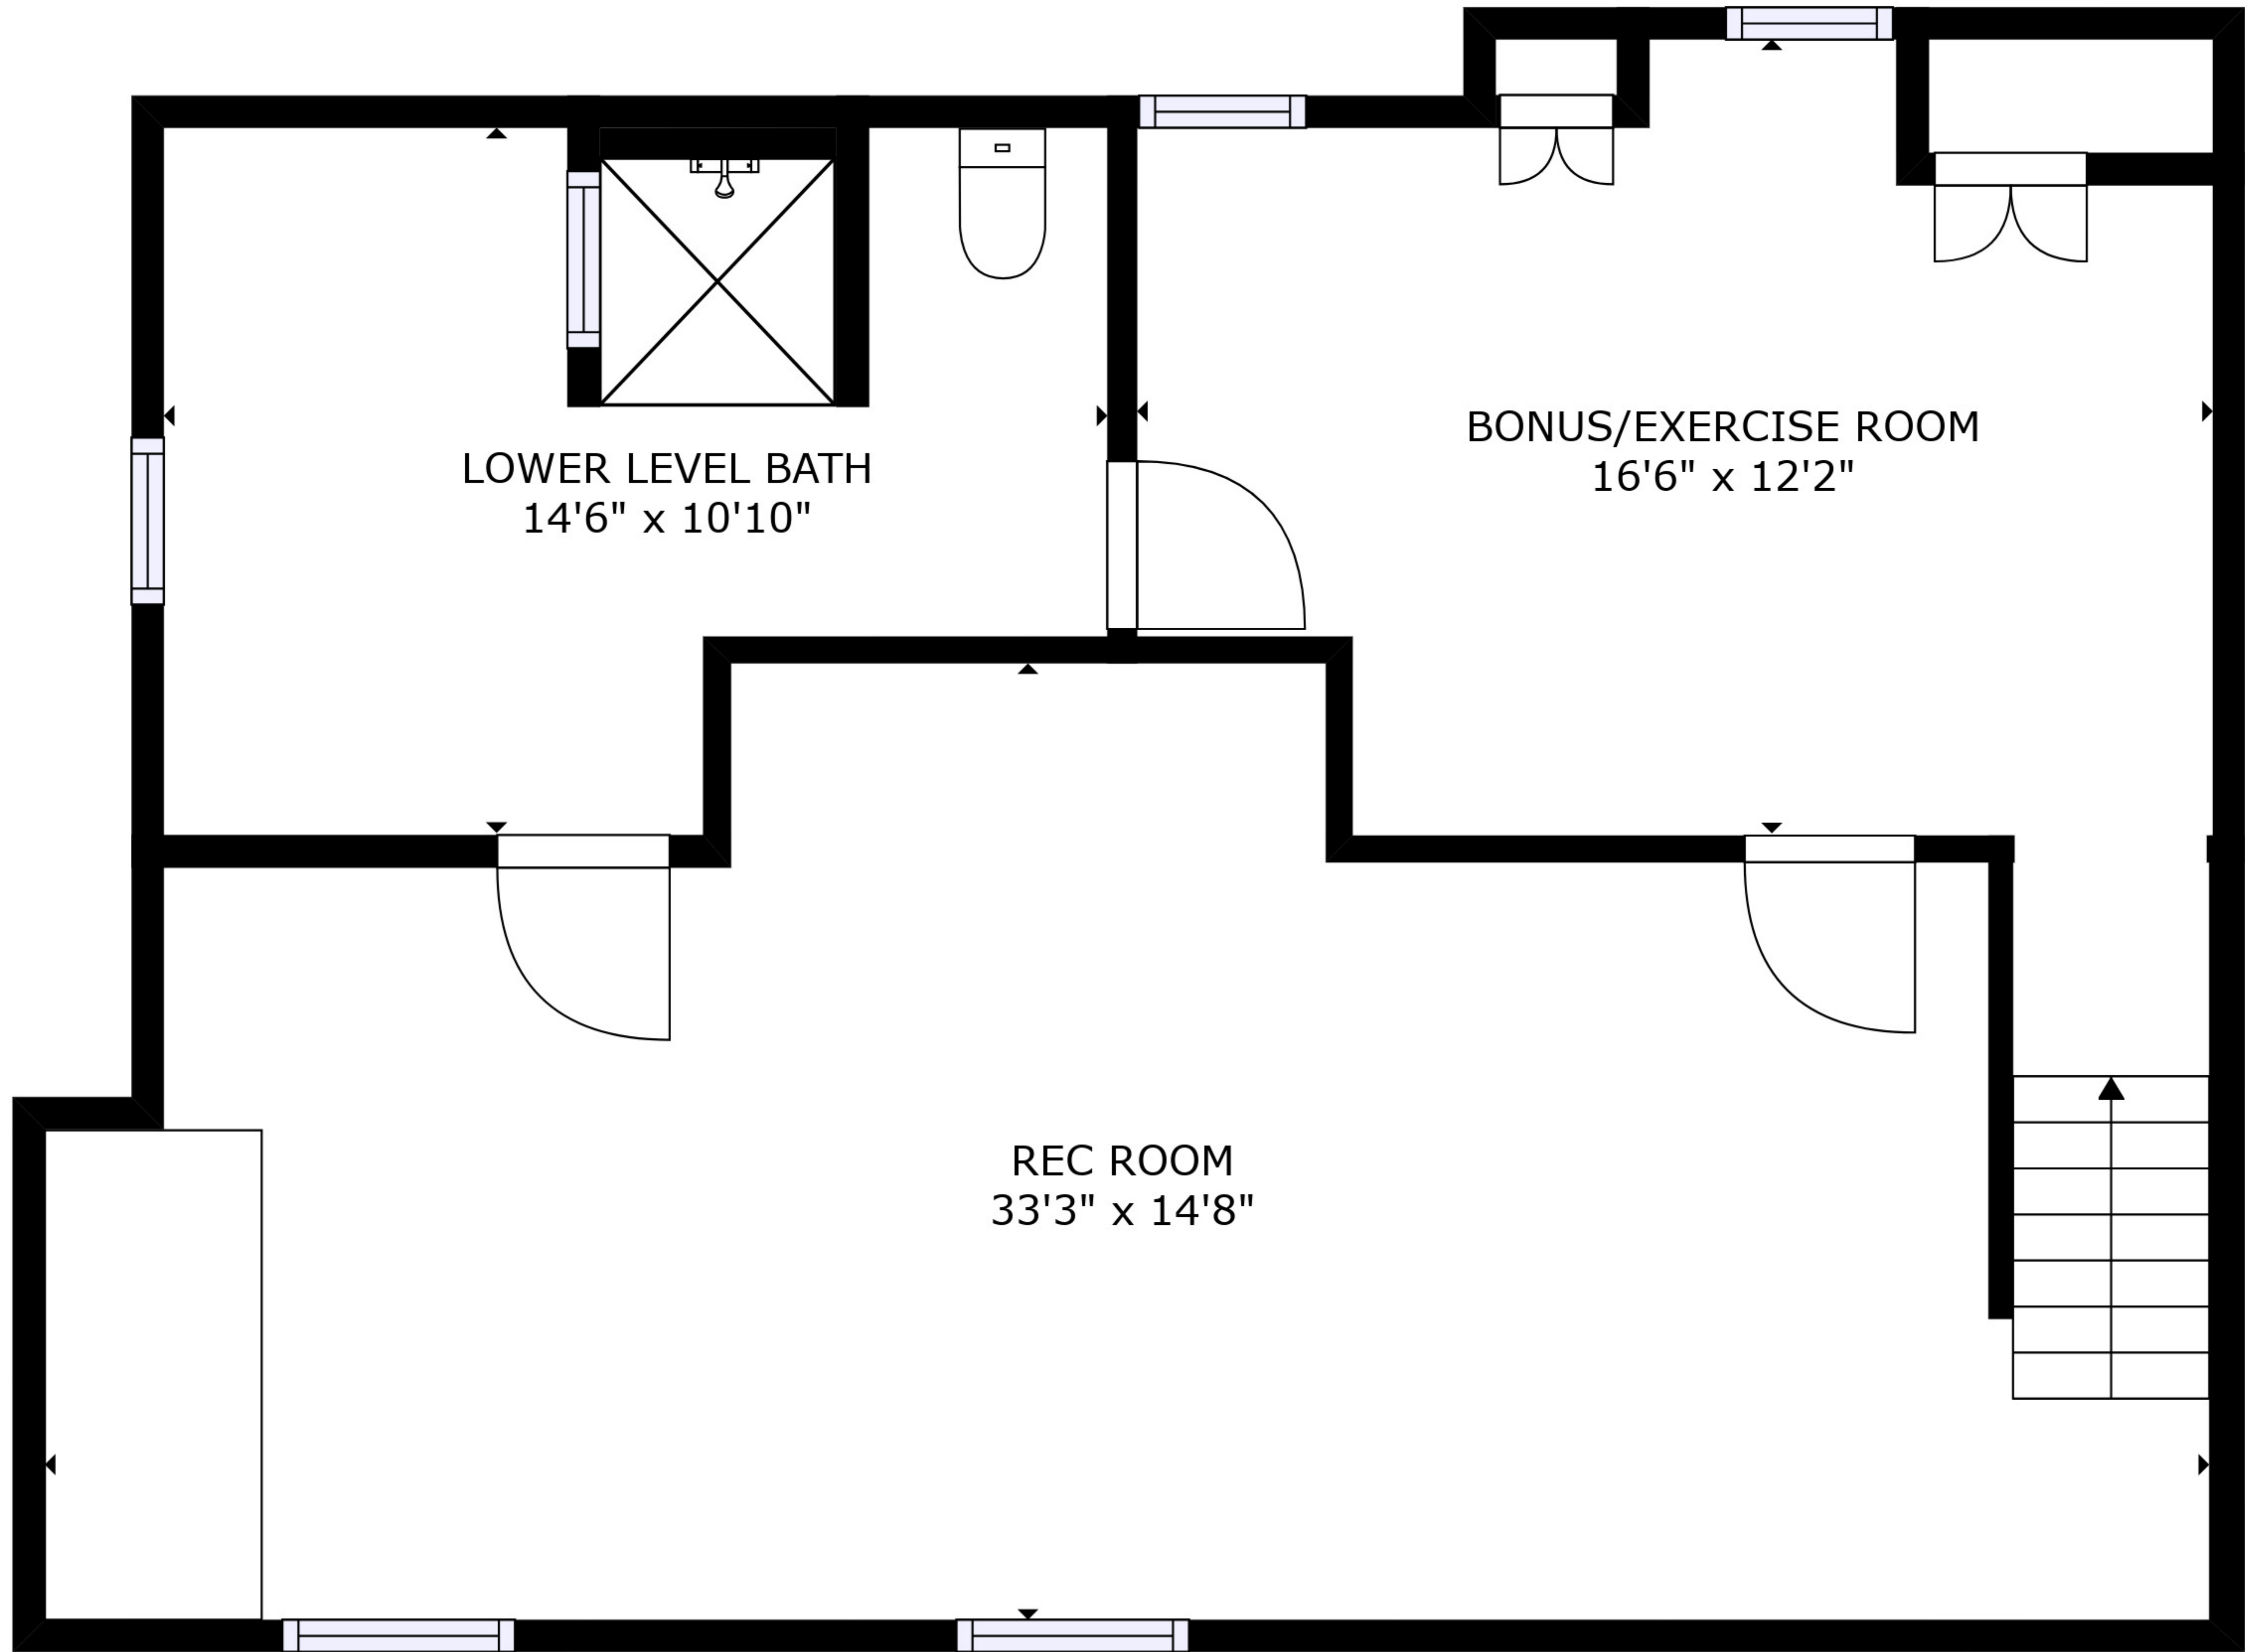 BONUS/EXERCISE ROOM
16'6" x 12'2"
LOWER LEVEL BATH
14'6" x 10'10"
REC ROOM
33'3" x 14'8"